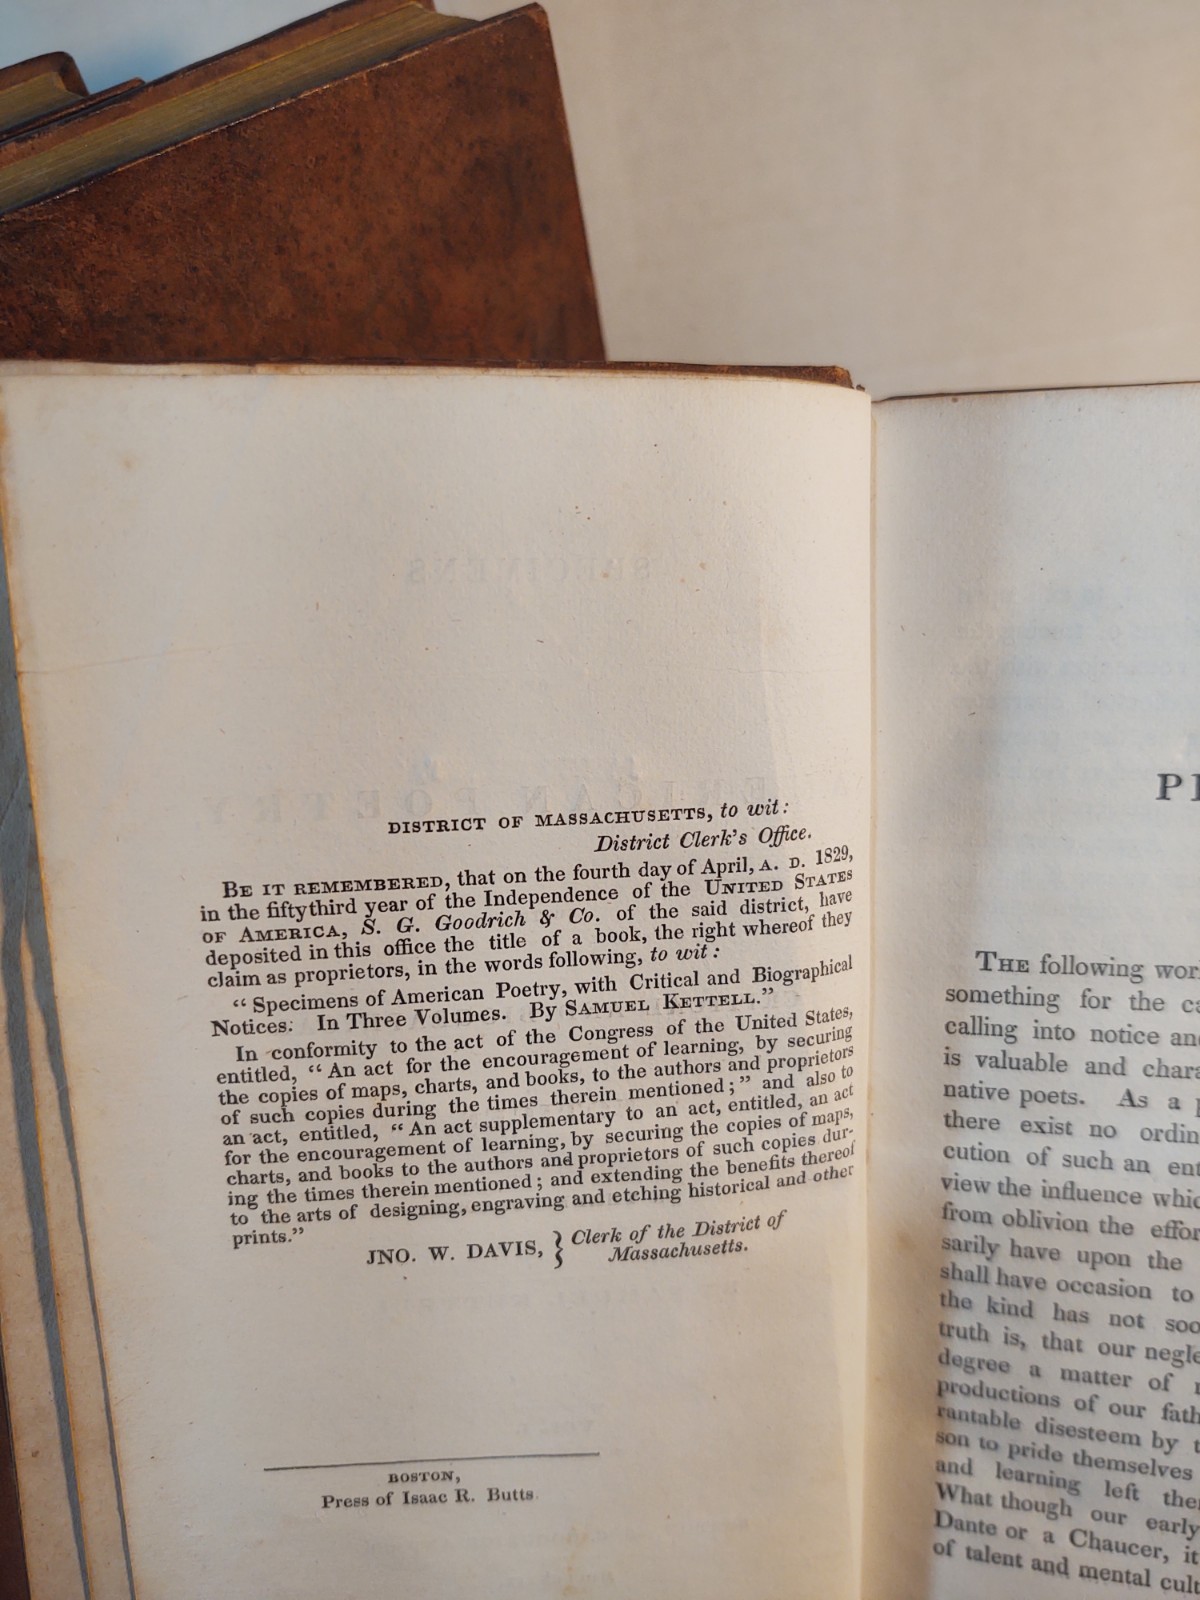 DISTRICT OF MASSACHUSETTS, to wit:
District Clerk's Office.
BE IT REMEMBERED, that on the fourth day of April, A. D. 1829,
in the fiftythird year of the Independence of the UNITED STATES
OF AMERICA, S. G. Goodrich & Co. of the said district, have
deposited in this office the title of a book, the right whereof they
claim as proprietors, in the words following, to wit:
"Specimens of American Poetry, with Critical and Biographical
Notices. In Three Volumes. By SAMUEL KETTELL."
In conformity to the act of the Congress of the United States,
entitled, "An act for the encouragement of learning, by securing
the copies of maps, charts, and books, to the authors and proprietors
of such copies during the times therein mentioned;" and also to
an act, entitled, "An act supplementary to an act, entitled, an act
for the encouragement of learning, by securing the copies of maps,
charts, and books to the authors and proprietors of such copies dur-
ing the times therein mentioned; and extending the benefits thereof
to the arts of designing, engraving and etching historical and other
prints."
JNO. W. DAVIS, } Clerk of the District of
Massachusetts.
BOSTON,
Press of Isaac R. Butts.
THE following
something for the
calling into notice
is valuable and
native poets. As a
there exist no
cution of such an
view the influence
from oblivion the
sarily have upon the
shall have occasion to
the kind has not
truth is, that our
degree a matter of
productions of our
rantable disesteem by
son to pride themselves
and learning left
What though our early
Dante or a Chaucer, it
of talent and mental